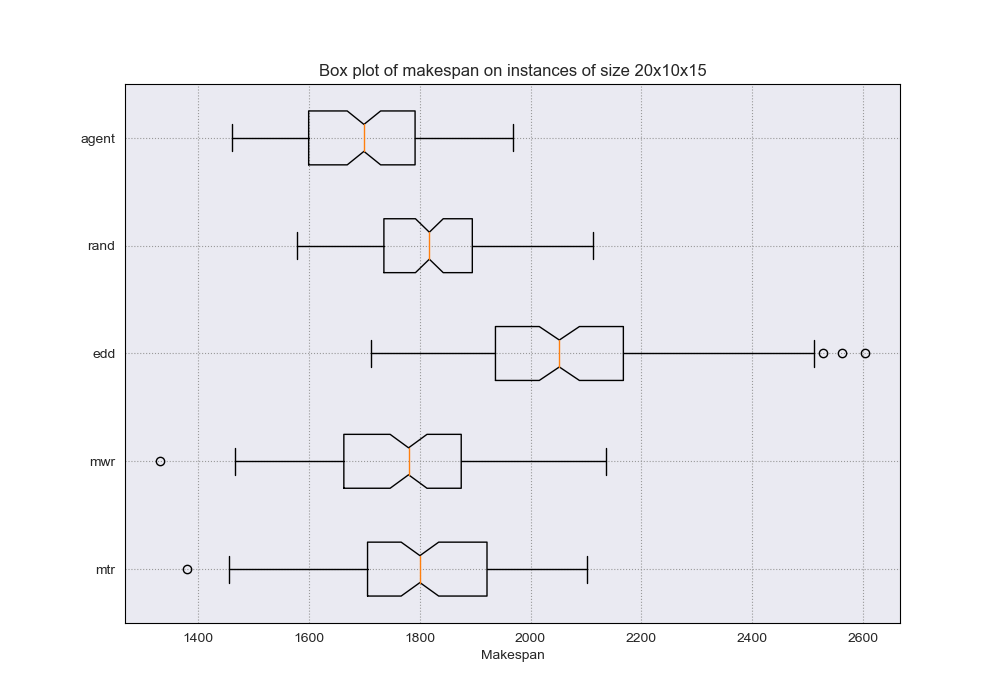 Box plot of makespan on instances of size 20x10x15
agent
rand
edd
mwr
mtr
1400 1600 1800 2000 2200 2400 2600
Makespan